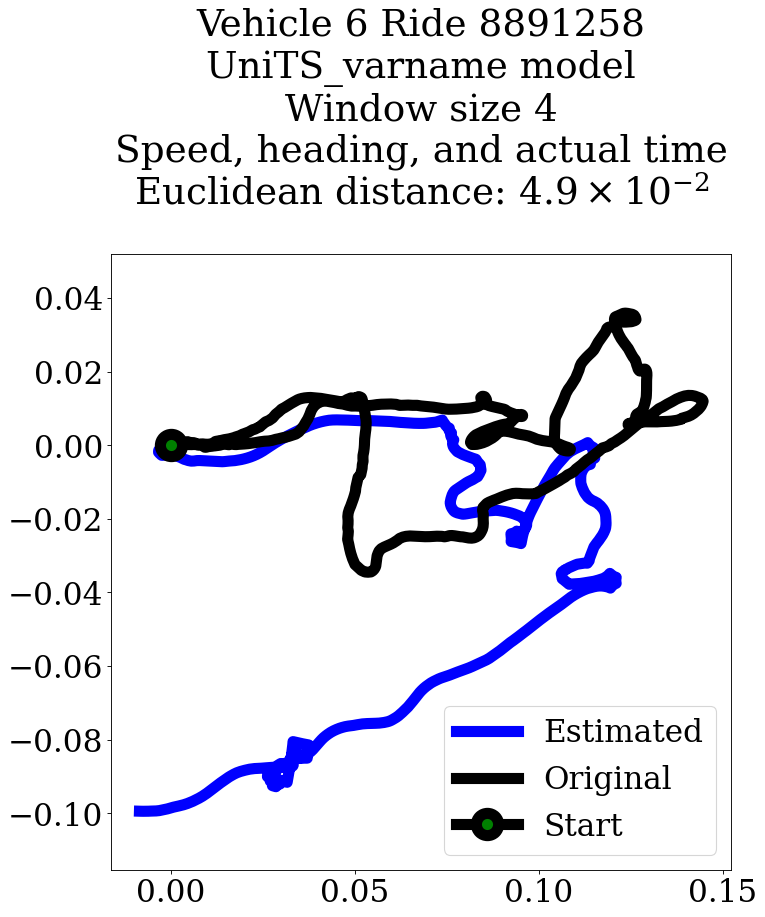 Vehicle 6 Ride 8891258
UniTS_varname model
Window size 4
Speed, heading, and actual time
Euclidean distance: 4.9 × 10⁻²
0.04
0.02
0.00
−0.02
−0.04
−0.06
−0.08
−0.10
Estimated
Original
Start
0.00 0.05 0.10 0.15